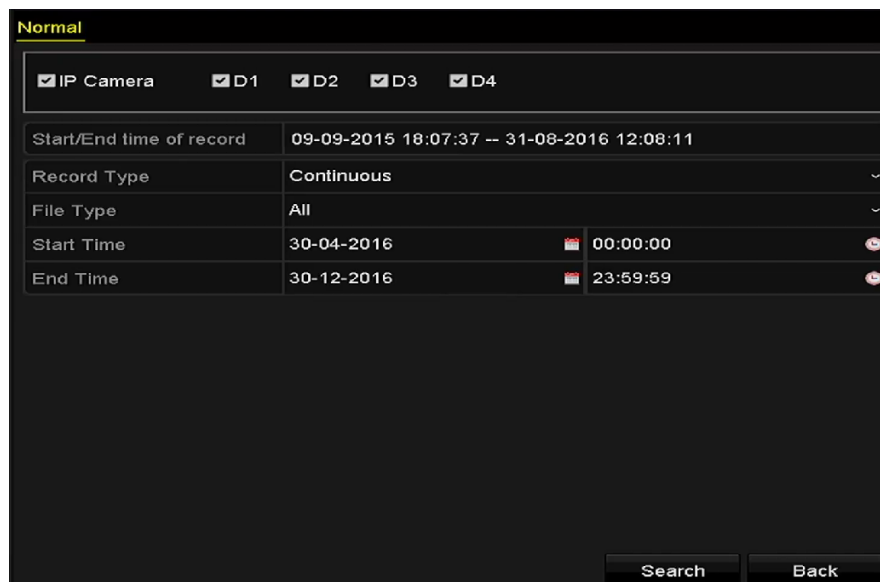 Normal
IP Camera D1 D2 D3 D4
Start/End time of record 09-09-2015 18:07:37 -- 31-08-2016 12:08:11
Record Type Continuous
File Type All
Start Time 30-04-2016 00:00:00
End Time 30-12-2016 23:59:59
Search Back